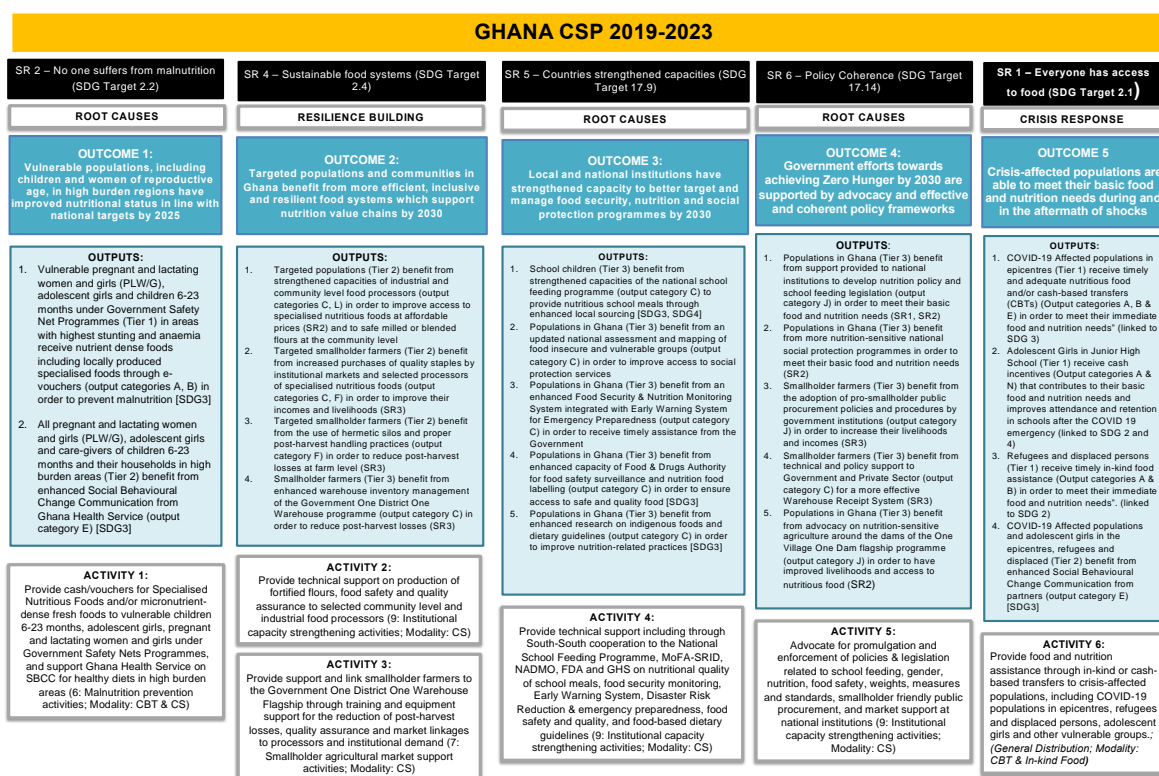 GHANA CSP 2019-2023
SR 2 – No one suffers from malnutrition
(SDG Target 2.2)
ROOT CAUSES
OUTCOME 1:
Vulnerable populations, including
children and women of reproductive
age, in high burden regions have
improved nutritional status in line with
national targets by 2025
OUTPUTS:
1. Vulnerable pregnant and lactating
women and girls (PLW/G),
adolescent girls and children 6-23
months under Government Safety
Net Programmes (Tier 1) in areas
with highest stunting and anaemia
receive nutrient dense foods
including locally produced
specialised foods through e-
vouchers (output categories A, B) in
order to prevent malnutrition [SDG3]
2. All pregnant and lactating women
and girls (PLW/G), adolescent girls
and care-givers of children 6-23
months and their households in high
burden areas (Tier 2) benefit from
enhanced Social Behavioural
Change Communication from
Ghana Health Service (output
category E) [SDG3]
ACTIVITY 1:
Provide cash/vouchers for Specialised
Nutritious Foods and/or micronutrient-
dense fresh foods to vulnerable children
6-23 months, adolescent girls, pregnant
and lactating women and girls under
Government Safety Nets Programmes,
and support Ghana Health Service on
SBCC for healthy diets in high burden
areas (6: Malnutrition prevention
activities; Modality: CBT & CS)
SR 4 – Sustainable food systems (SDG Target
2.4)
RESILIENCE BUILDING
OUTCOME 2:
Targeted populations and communities in
Ghana benefit from more efficient, inclusive
and resilient food systems which support
nutrition value chains by 2030
OUTPUTS:
1. Targeted populations (Tier 2) benefit from
strengthened capacities of industrial and
community level food processors (output
categories C, L) in order to improve access to
specialised nutritious foods at affordable
prices (SR2) and to safe milled or blended
flours at the community level
2. Targeted smallholder farmers (Tier 2) benefit
from increased purchases of quality staples by
institutional markets and selected processors
of specialised nutritious foods (output
categories C, F) in order to improve their
incomes and livelihoods (SR3)
3. Targeted smallholder farmers (Tier 2) benefit
from the use of hermetic silos and proper
post-harvest handling practices (output
category F) in order to reduce post-harvest
losses at farm level (SR3)
4. Smallholder farmers (Tier 3) benefit from
enhanced warehouse inventory management
of the Government One District One
Warehouse programme (output category C) in
order to reduce post-harvest losses (SR3)
ACTIVITY 2:
Provide technical support on production of
fortified flours, food safety and quality
assurance to selected community level and
industrial food processors (9: Institutional
capacity strengthening activities; Modality: CS)
ACTIVITY 3:
Provide support and link smallholder farmers to
the Government One District One Warehouse
Flagship through training and equipment
support for the reduction of post-harvest
losses, quality assurance and market linkages
to processors and institutional demand (7:
Smallholder agricultural market support
activities; Modality: CS)
SR 5 – Countries strengthened capacities (SDG
Target 17.9)
ROOT CAUSES
OUTCOME 3:
Local and national institutions have
strengthened capacity to better target and
manage food security, nutrition and social
protection programmes by 2030
OUTPUTS:
1. School children (Tier 3) benefit from
strengthened capacities of the national school
feeding programme (output category C) to
provide nutritious school meals through
enhanced local sourcing [SDG3, SDG4]
2. Populations in Ghana (Tier 3) benefit from an
updated national assessment and mapping of
food insecure and vulnerable groups (output
category C) in order to improve access to social
protection services
3. Populations in Ghana (Tier 3) benefit from an
enhanced Food Security & Nutrition Monitoring
System integrated with Early Warning System
for Emergency Preparedness (output category
C) in order to receive timely assistance from the
Government
4. Populations in Ghana (Tier 3) benefit from
enhanced capacity of Food & Drugs Authority
for food safety surveillance and nutrition food
labelling (output category C) in order to ensure
access to safe and quality food [SDG3]
5. Populations in Ghana (Tier 3) benefit from
enhanced research on indigenous foods and
dietary guidelines (output category C) in order
to improve nutrition-related practices [SDG3]
ACTIVITY 4:
Provide technical support including through
South-South cooperation to the National
School Feeding Programme, MoFA-SRID,
NADMO, FDA and GHS on nutritional quality
of school meals, food security monitoring,
Early Warning System, Disaster Risk
Reduction & emergency preparedness, food
safety and quality, and food-based dietary
guidelines (9: Institutional capacity
strengthening activities; Modality: CS)
SR 6 – Policy Coherence (SDG Target
17.14)
ROOT CAUSES
OUTCOME 4:
Government efforts towards
achieving Zero Hunger by 2030 are
supported by advocacy and effective
and coherent policy frameworks
OUTPUTS:
1. Populations in Ghana (Tier 3) benefit
from support provided to national
institutions to develop nutrition policy and
school feeding legislation (output
category J) in order to meet their basic
food and nutrition needs (SR1, SR2)
2. Populations in Ghana (Tier 3) benefit
from more nutrition-sensitive national
social protection programmes in order to
meet their basic food and nutrition needs
(SR2)
3. Smallholder farmers (Tier 3) benefit from
the adoption of pro-smallholder public
procurement policies and procedures by
government institutions (output category
J) in order to increase their livelihoods
and incomes (SR3)
4. Smallholder farmers (Tier 3) benefit from
technical and policy support to
Government and Private Sector (output
category C) for a more effective
Warehouse Receipt System (SR3)
5. Populations in Ghana (Tier 3) benefit
from advocacy on nutrition-sensitive
agriculture around the dams of the One
Village One Dam flagship programme
(output category J) in order to have
improved livelihoods and access to
nutritious food (SR2)
ACTIVITY 5:
Advocate for promulgation and
enforcement of policies & legislation
related to school feeding, gender,
nutrition, food safety, weights, measures
and standards, smallholder friendly public
procurement, and market support at
national institutions (9: Institutional
capacity strengthening activities;
Modality: CS)
SR 1 – Everyone has access
to food (SDG Target 2.1)
CRISIS RESPONSE
OUTCOME 5
Crisis-affected populations are
able to meet their basic food
and nutrition needs during and
in the aftermath of shocks
OUTPUTS:
1. COVID-19 Affected populations in
epicentres (Tier 1) receive timely
and adequate nutritious food
and/or cash-based transfers
(CBTs) (Output categories A, B &
E) in order to meet their immediate
food and nutrition needs" (linked to
SDG 3)
2. Adolescent Girls in Junior High
School (Tier 1) receive cash
incentives (Output categories A &
N) that contributes to their basic
food and nutrition needs and
improves attendance and retention
in schools after the COVID 19
emergency (linked to SDG 2 and
4)
3. Refugees and displaced persons
(Tier 1) receive timely in-kind food
assistance (Output categories A &
B) in order to meet their immediate
food and nutrition needs". (linked
to SDG 2)
4. COVID-19 Affected populations
and adolescent girls in the
epicentres, refugees and
displaced (Tier 2) benefit from
enhanced Social Behavioural
Change Communication from
partners (output category E)
[SDG3]
ACTIVITY 6:
Provide food and nutrition
assistance through in-kind or cash-
based transfers to crisis-affected
populations, including COVID-19
populations in epicentres, refugees
and displaced persons, adolescent
girls and other vulnerable groups.;
(General Distribution; Modality:
CBT & In-kind Food)